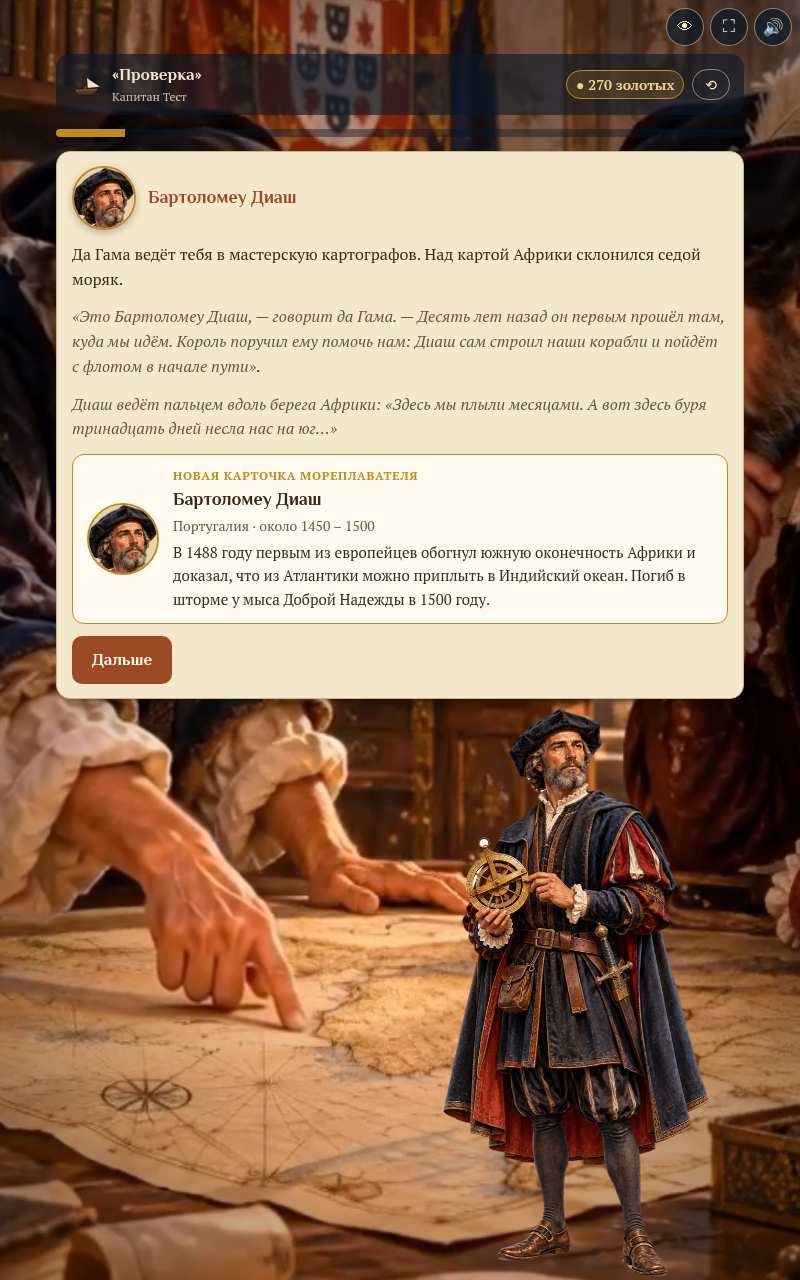 «Проверка»
Капитан Тест
● 270 золотых
Бартоломеу Диаш
Да Гама ведёт тебя в мастерскую картографов. Над картой Африки склонился седой
моряк.
«Это Бартоломеу Диаш, — говорит да Гама. — Десять лет назад он первым прошёл там,
куда мы идём. Король поручил ему помочь нам: Диаш сам строил наши корабли и пойдёт
с флотом в начале пути».
Диаш ведёт пальцем вдоль берега Африки: «Здесь мы плыли месяцами. А вот здесь буря
тринадцать дней несла нас на юг…»
НОВАЯ КАРТОЧКА МОРЕПЛАВАТЕЛЯ
Бартоломеу Диаш
Португалия · около 1450 – 1500
В 1488 году первым из европейцев обогнул южную оконечность Африки и
доказал, что из Атлантики можно приплыть в Индийский океан. Погиб в
шторме у мыса Доброй Надежды в 1500 году.
Дальше